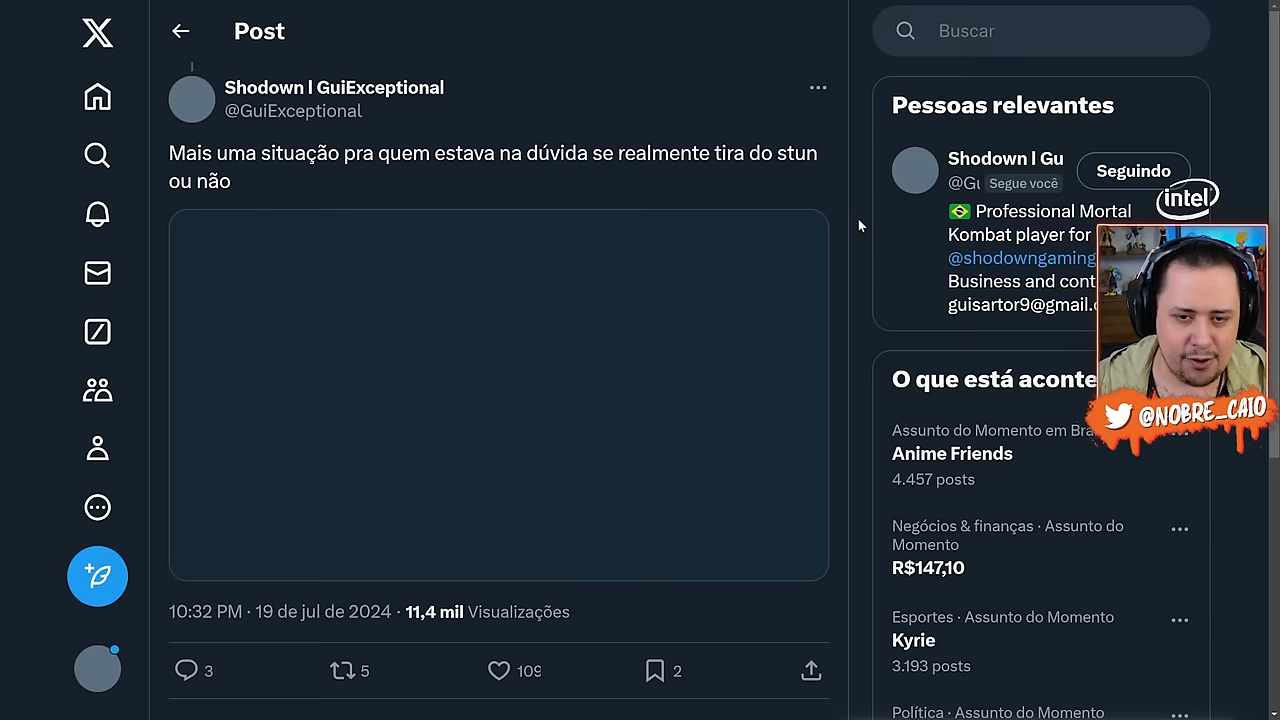 Post
Shodown l GuiExceptional
@GuiExceptional
Mais uma situação pra quem estava na dúvida se realmente tira do stun
ou não
10:32 PM · 19 de jul de 2024 · 11,4 mil Visualizações
3
5
109
2
Buscar
Pessoas relevantes
Shodown l Gu
@Gu Segue você
Seguindo
🇧🇷 Professional Mortal
Kombat player for
@shodowngaming
Business and cont
guisartor9@gmail.c
intel
@NOBRE_CAIO
O que está aconte
Assunto do Momento em Bra
Anime Friends
4.457 posts
Negócios & finanças · Assunto do
Momento
R$147,10
Esportes · Assunto do Momento
Kyrie
3.193 posts
Política · Assunto do Momento